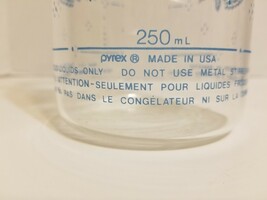 250 mL
pyrex ® MADE IN USA
LIQUIDS ONLY DO NOT USE METAL
ATTENTION-SEULEMENT POUR LIQUIDES
PAS DANS LE CONGÉLATEUR NI SUR LA